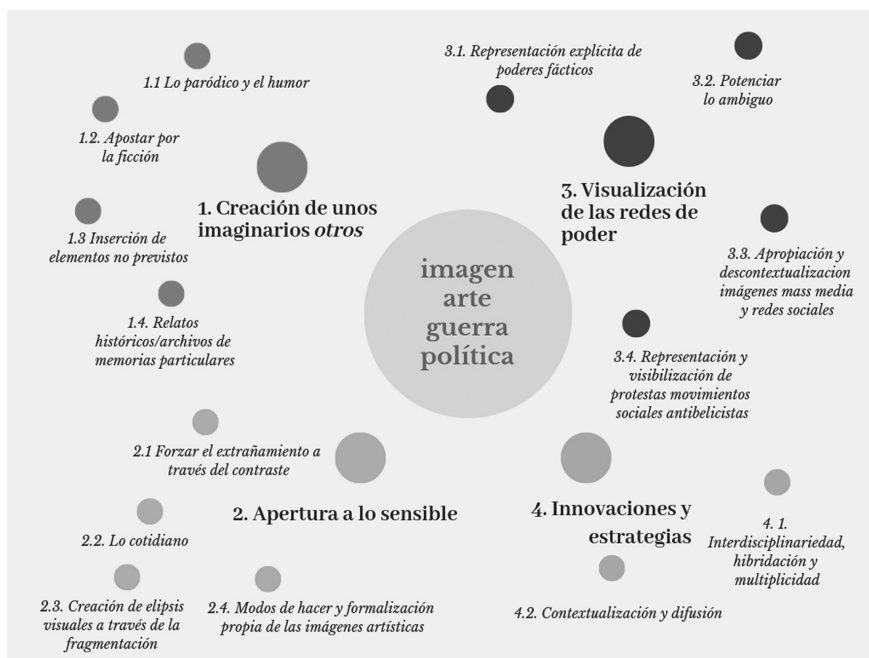 1.1 Lo paródico y el humor
1.2. Apostar por
la ficción
1. Creación de unos
imaginarios otros
1.3 Inserción de
elementos no previstos
1.4. Relatos
históricos/archivos de
memorias particulares
imagen
arte
guerra
política
3.1. Representación explícita de
poderes fácticos
3.2. Potenciar
lo ambiguo
3. Visualización
de las redes de
poder
3.3. Apropiación y
descontextualizacion
imágenes mass media
y redes sociales
3.4. Representación y
visibilización de
protestas movimientos
sociales antibelicistas
2.1 Forzar el extrañamiento a
través del contraste
2. Apertura a lo sensible
2.2. Lo cotidiano
2.3. Creación de elipsis
visuales a través de la
fragmentación
2.4. Modos de hacer y formalización
propia de las imágenes artísticas
4. Innovaciones y
estrategias
4. 1.
Interdisciplinariedad,
hibridación y
multiplicidad
4.2. Contextualización y difusión